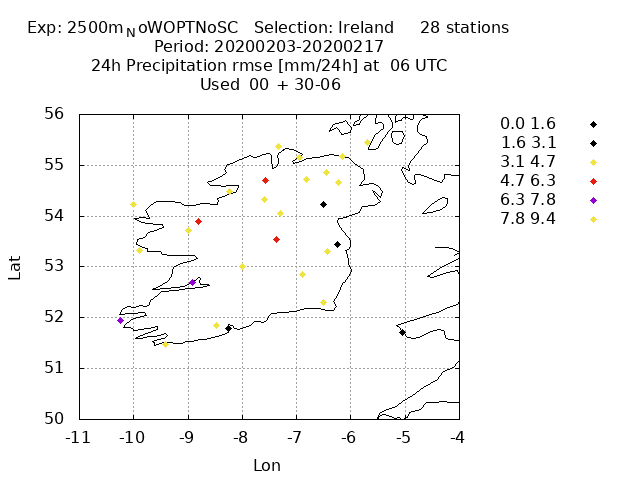 Exp: 2500m_NoWOPTNoSC Selection: Ireland 28 stations
Period: 20200203-20200217
24h Precipitation rmse [mm/24h] at 06 UTC
Used 00 + 30-06
0.0 1.6
1.6 3.1
3.1 4.7
4.7 6.3
6.3 7.8
7.8 9.4
56
55
54
53
52
51
50
Lat
-11 -10 -9 -8 -7 -6 -5 -4
Lon